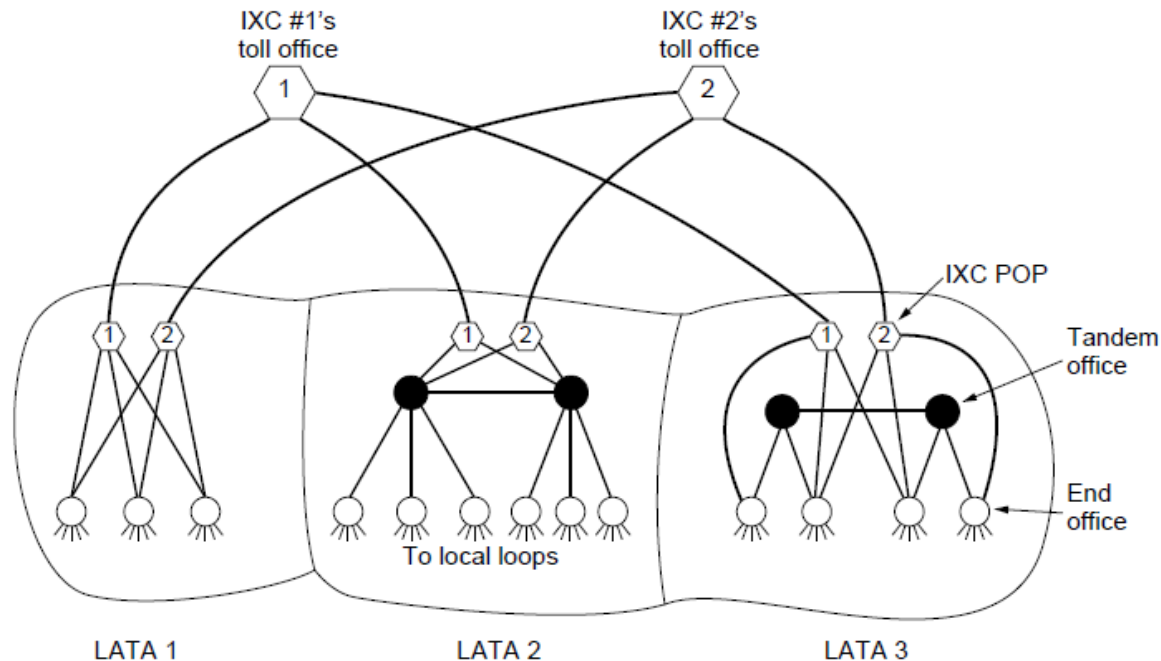 IXC #1's
toll office
IXC #2's
toll office
1
2
IXC POP
1
2
1
2
1
2
Tandem
office
End
office
To local loops
LATA 1
LATA 2
LATA 3